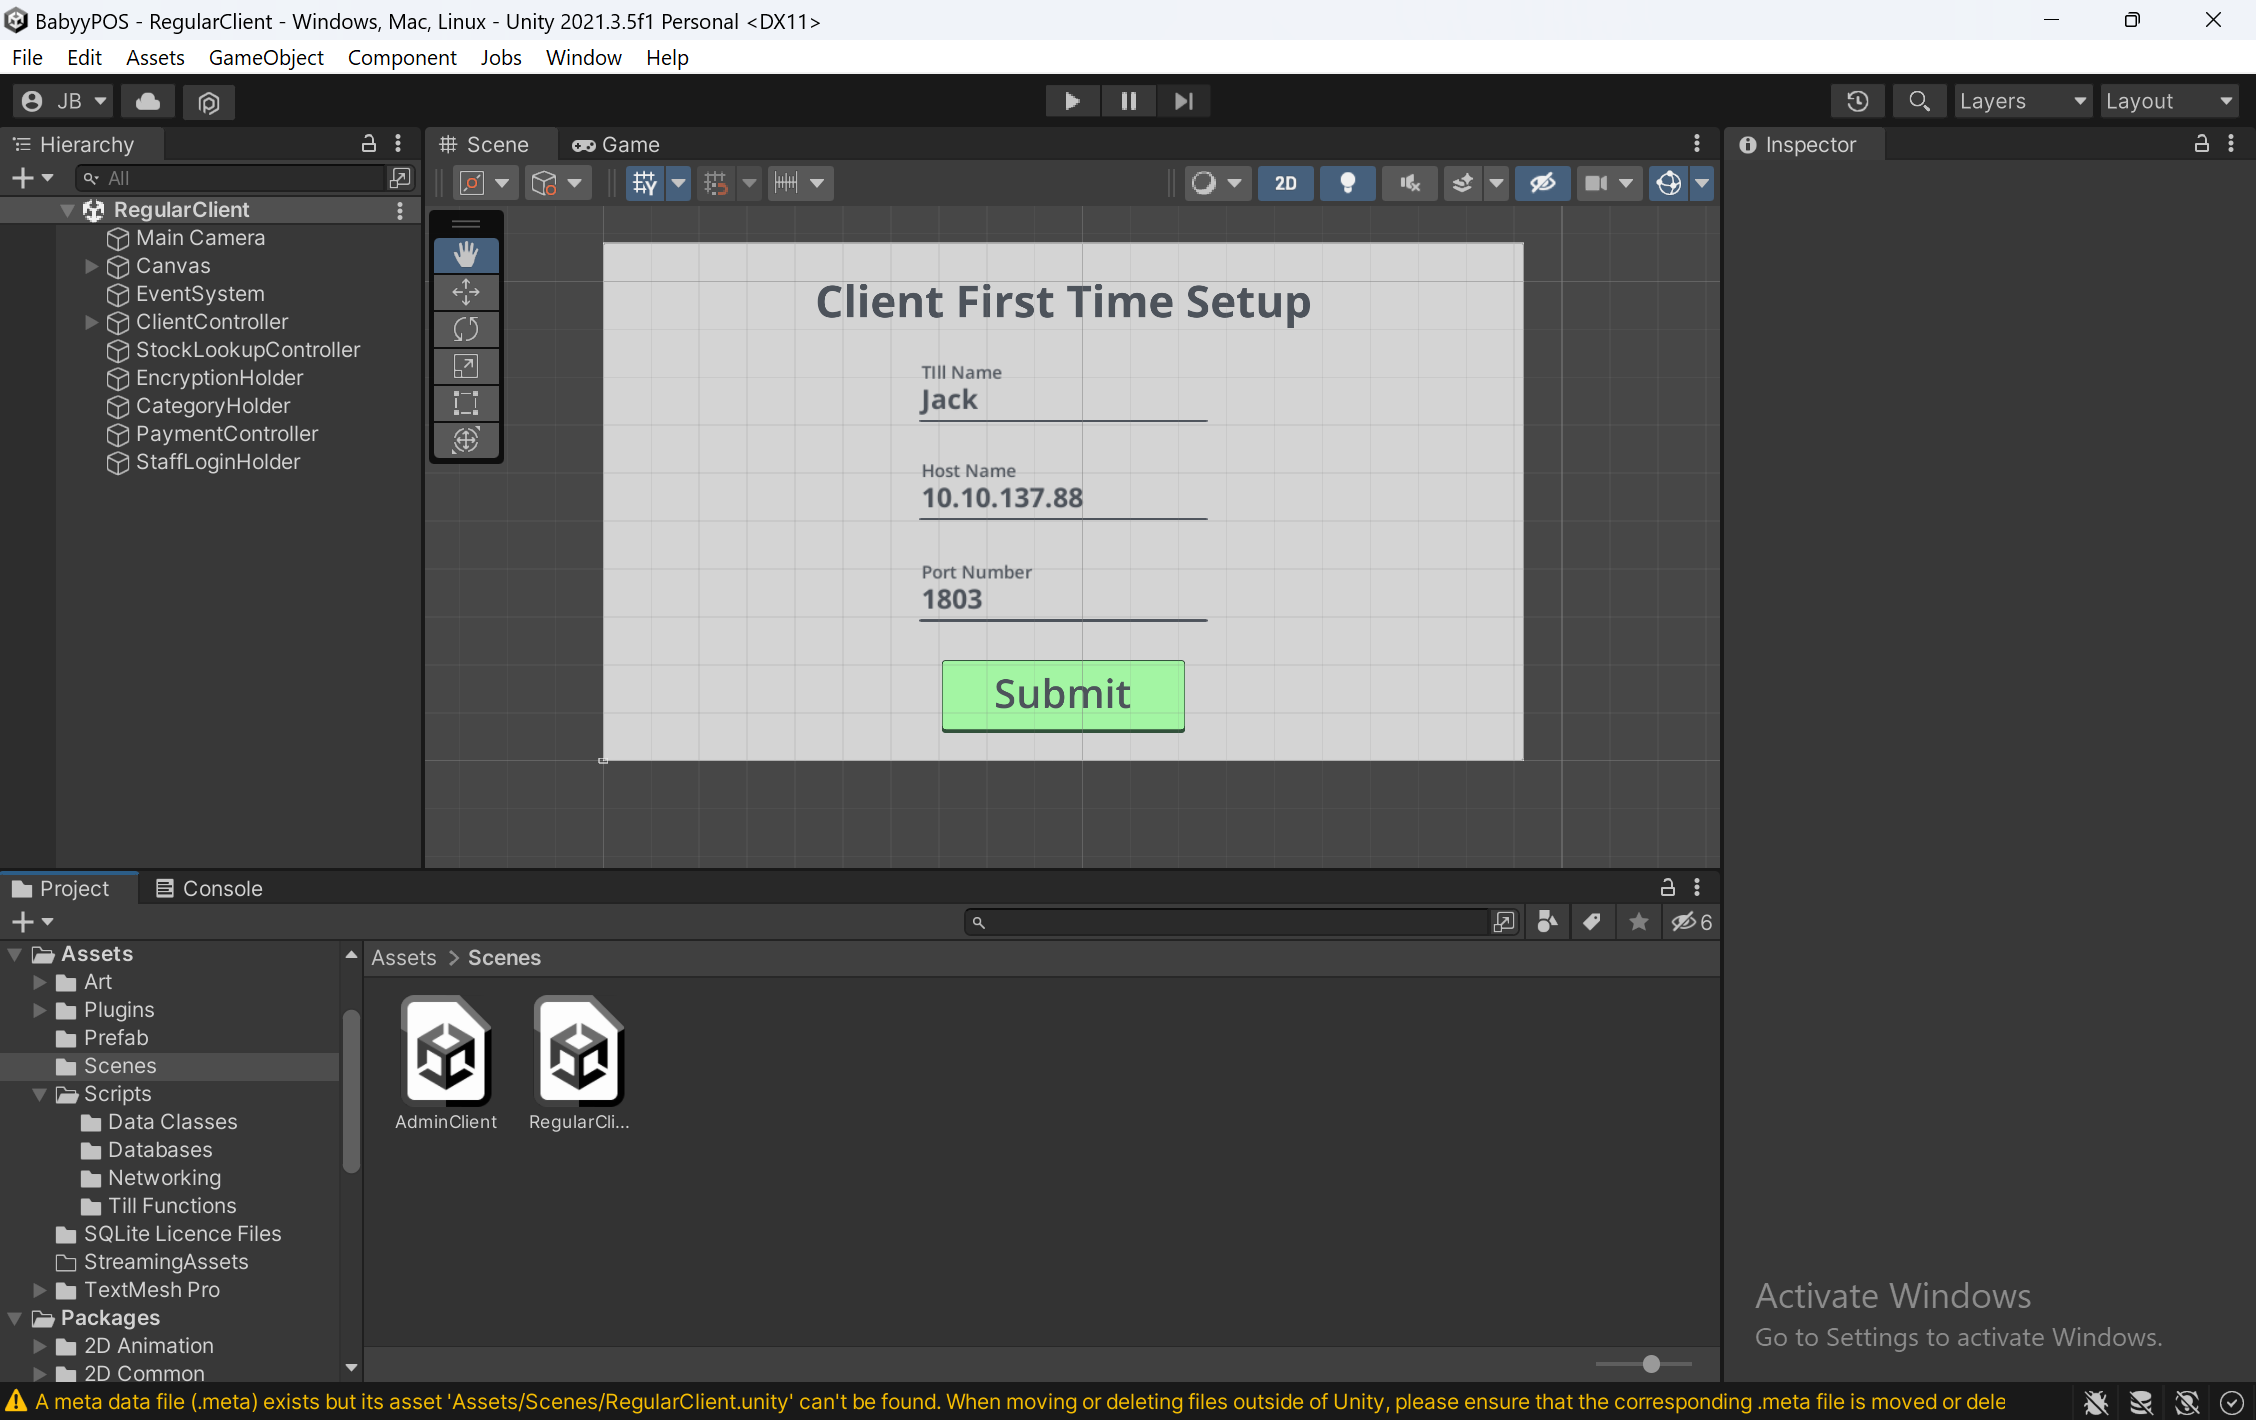 BabyyPOS - RegularClient - Windows, Mac, Linux - Unity 2021.3.5f1 Personal <DX11>
File Edit Assets GameObject Component Jobs Window Help
JB Layers Layout
Hierarchy
All
RegularClient
Main Camera
Canvas
EventSystem
ClientController
StockLookupController
EncryptionHolder
CategoryHolder
PaymentController
StaffLoginHolder
Scene Game
2D
Client First Time Setup
TIll Name
Jack
Host Name
10.10.137.88
Port Number
1803
Submit
Inspector
Project Console
6
Assets
Art
Plugins
Prefab
Scenes
Scripts
Data Classes
Databases
Networking
Till Functions
SQLite Licence Files
StreamingAssets
TextMesh Pro
Packages
2D Animation
2D Common
Assets > Scenes
AdminClient RegularCli...
Activate Windows
Go to Settings to activate Windows.
A meta data file (.meta) exists but its asset 'Assets/Scenes/RegularClient.unity' can't be found. When moving or deleting files outside of Unity, please ensure that the corresponding .meta file is moved or dele